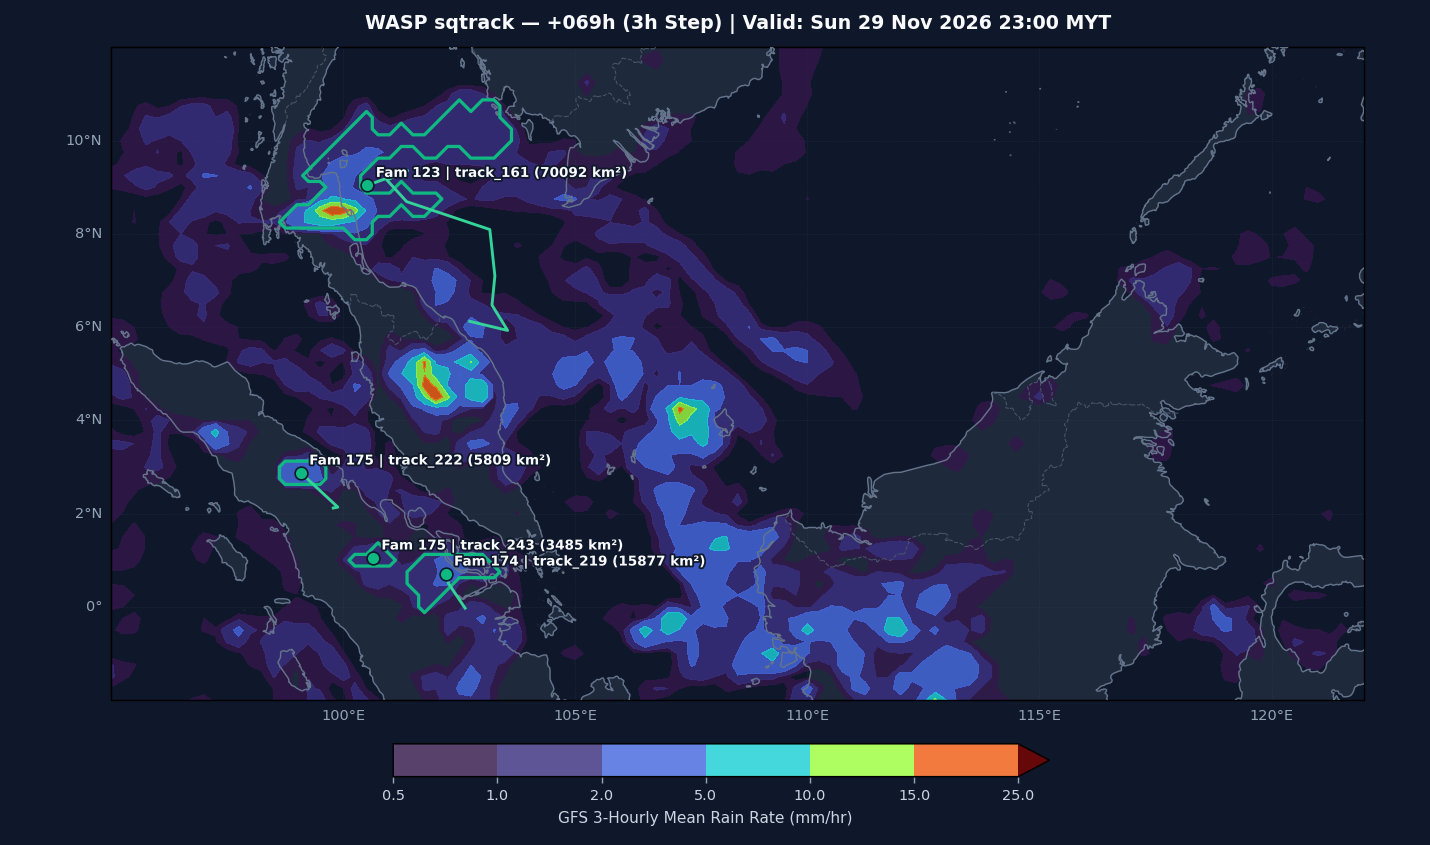 WASP sqtrack — +069h (3h Step) | Valid: Sun 29 Nov 2026 23:00 MYT
10°N
Fam 123 | track_161 (70092 km²)
8°N
6°N
4°N
Fam 175 | track_222 (5809 km²)
2°N
Fam 175 | track_243 (3485 km²)
Fam 174 | track_219 (15877 km²)
0°
100°E 105°E 110°E 115°E 120°E
0.5 1.0 2.0 5.0 10.0 15.0 25.0
GFS 3-Hourly Mean Rain Rate (mm/hr)